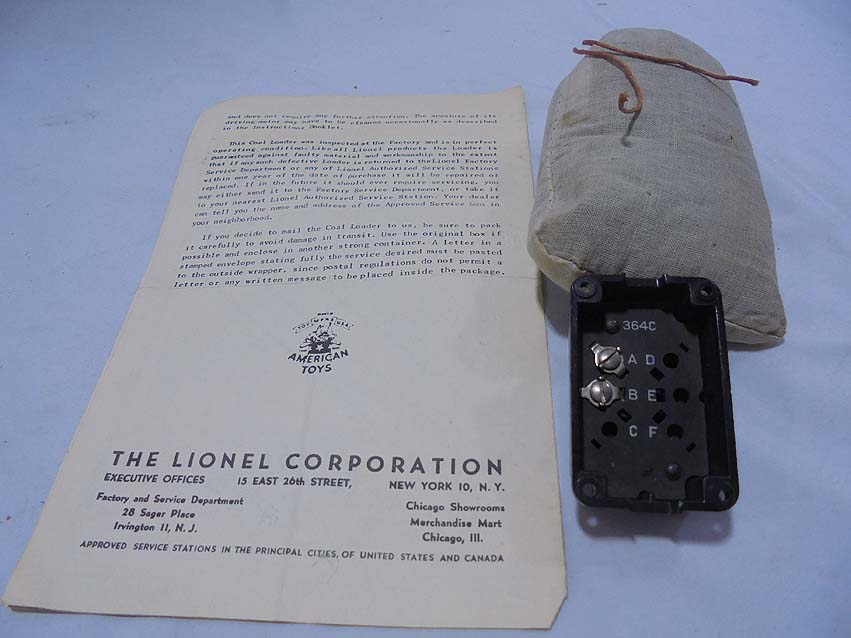 and does not require any further attention. The armature of its
driving motor may have to be cleaned occasionally as described
in the Instructions Booklet.
This Coal Loader was inspected at the Factory and is in perfect
operating condition. Like all Lionel products the Loader is
guaranteed against faulty material and workmanship to the extent
that if any such defective Loader is returned to the Lionel Factory
Service Department or any of Lionel Authorized Service Stations
within one year of the date of purchase it will be repaired or
replaced. If in the future it should ever require servicing, you
may either send it to the Factory Service Department, or take it
to your nearest Lionel Authorized Service Station. Your dealer
can tell you the name and address of the Approved Service Man in
your neighborhood.
If you decide to mail the Coal Loader to us, be sure to pack
it carefully to avoid damage in transit. Use the original box if
possible and enclose in another strong container. A letter in a
stamped envelope stating fully the service desired must be pasted
to the outside wrapper, since postal regulations do not permit a
letter or any written message to be placed inside the package.
TOY MFRS U.S.A.
AMERICAN
TOYS
THE LIONEL CORPORATION
EXECUTIVE OFFICES 15 EAST 26th STREET, NEW YORK 10, N. Y.
Factory and Service Department
28 Sager Place
Irvington 11, N. J.
Chicago Showrooms
Merchandise Mart
Chicago, Ill.
APPROVED SERVICE STATIONS IN THE PRINCIPAL CITIES, OF UNITED STATES AND CANADA
364C
A D
B E
C F